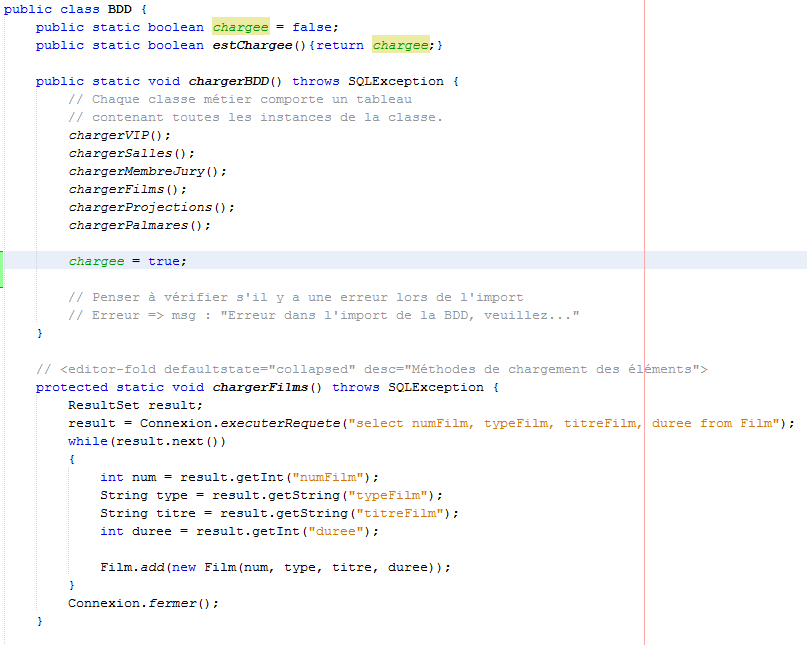 public class BDD {
    public static boolean chargee = false;
    public static boolean estChargee(){return chargee;}

    public static void chargerBDD() throws SQLException {
        // Chaque classe métier comporte un tableau
        // contenant toutes les instances de la classe.
        chargerVIP();
        chargerSalles();
        chargerMembreJury();
        chargerFilms();
        chargerProjections();
        chargerPalmares();

        chargee = true;

        // Penser à vérifier s'il y a une erreur lors de l'import
        // Erreur => msg : "Erreur dans l'import de la BDD, veuillez..."
    }

    // <editor-fold defaultstate="collapsed" desc="Méthodes de chargement des éléments">
    protected static void chargerFilms() throws SQLException {
        ResultSet result;
        result = Connexion.executerRequete("select numFilm, typeFilm, titreFilm, duree from Film");
        while(result.next())
        {
            int num = result.getInt("numFilm");
            String type = result.getString("typeFilm");
            String titre = result.getString("titreFilm");
            int duree = result.getInt("duree");

            Film.add(new Film(num, type, titre, duree));
        }
        Connexion.fermer();
    }